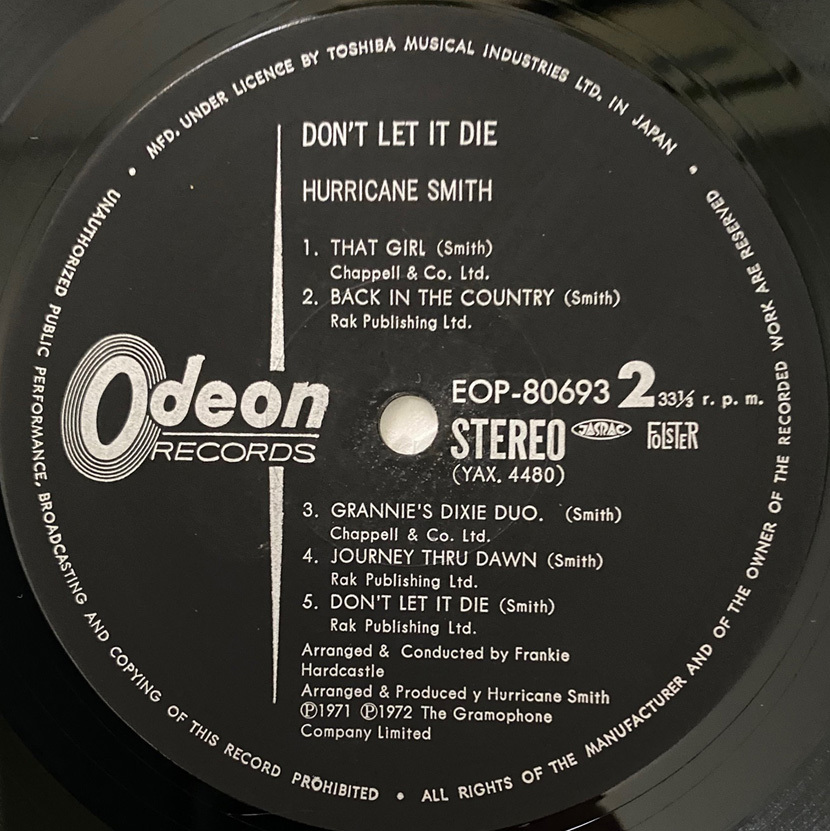 MFD. UNDER LICENCE BY TOSHIBA MUSICAL INDUSTRIES LTD. IN JAPAN
DON'T LET IT DIE
HURRICANE SMITH
1. THAT GIRL (Smith)
Chappell & Co. Ltd.
2. BACK IN THE COUNTRY (Smith)
Rak Publishing Ltd.
Odeon
RECORDS
EOP-80693 2 33⅓ r. p. m.
STEREO JASRAC FOLSTER
(YAX. 4480)
3. GRANNIE'S DIXIE DUO. (Smith)
Chappell & Co. Ltd.
4. JOURNEY THRU DAWN (Smith)
Rak Publishing Ltd.
5. DON'T LET IT DIE (Smith)
Rak Publishing Ltd.
Arranged & Conducted by Frankie
Hardcastle
Arranged & Produced y Hurricane Smith
℗1971 ℗1972 The Gramophone
Company Limited
UNAUTHORIZED PUBLIC PERFORMANCE, BROADCASTING AND COPYING OF THIS RECORD PROHIBITED • ALL RIGHTS OF THE MANUFACTURER AND OF THE OWNER OF THE RECORDED WORK ARE RESERVED